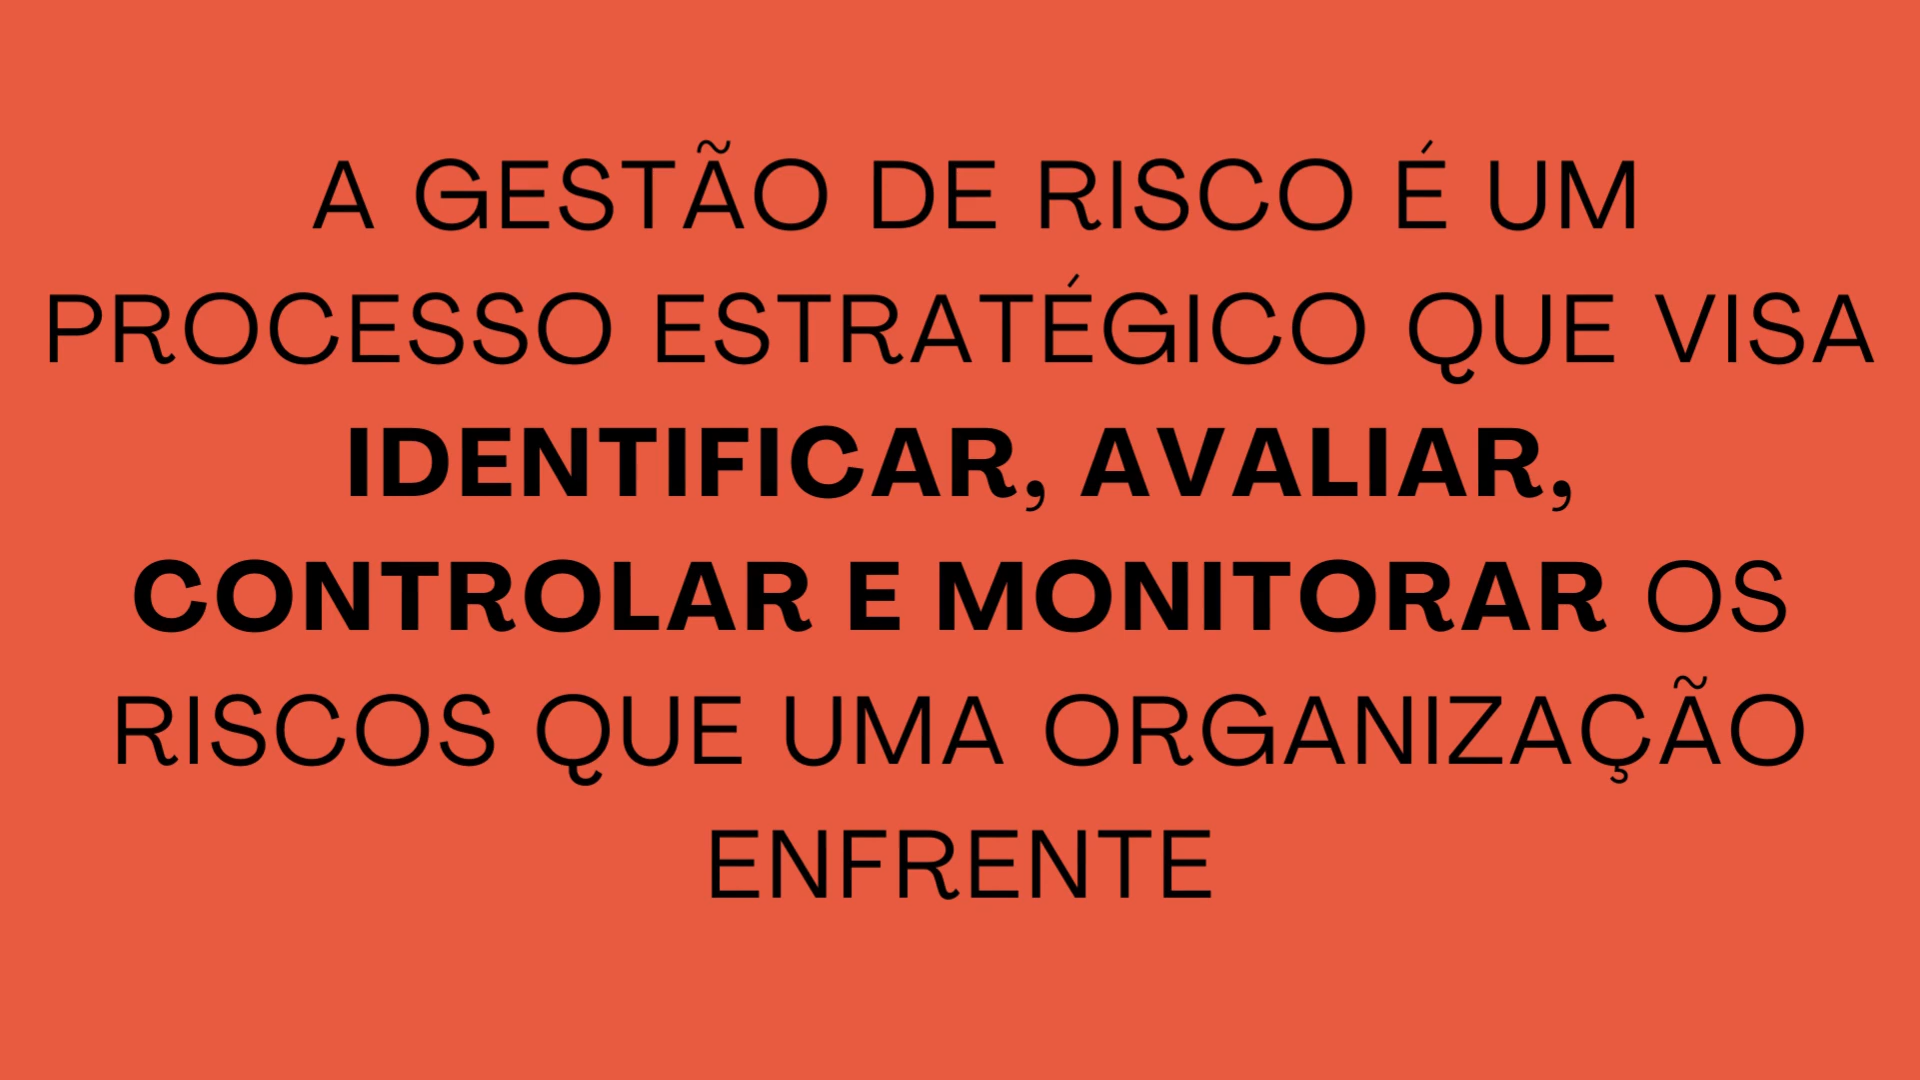 A GESTÃO DE RISCO É UM
PROCESSO ESTRATÉGICO QUE VISA
IDENTIFICAR, AVALIAR,
CONTROLAR E MONITORAR OS
RISCOS QUE UMA ORGANIZAÇÃO
ENFRENTE